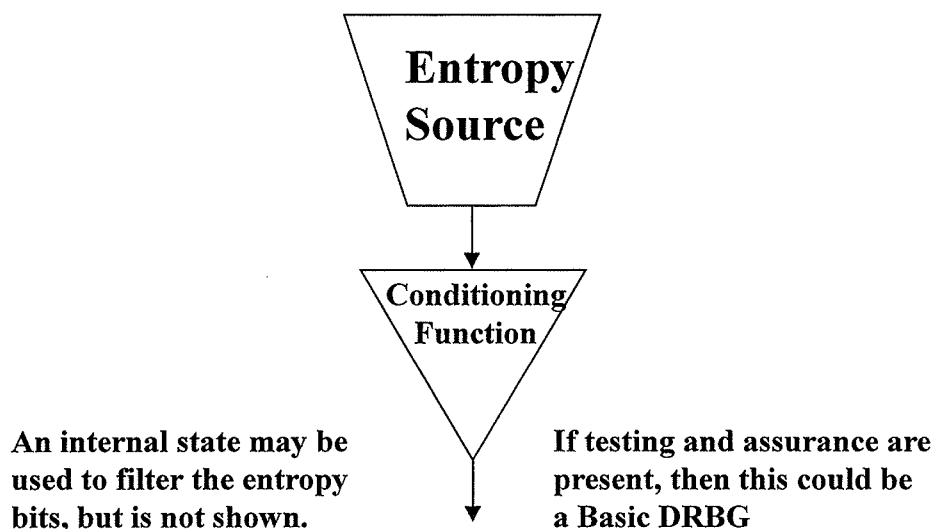 Entropy
Source
Conditioning
Function
An internal state may be
used to filter the entropy
bits, but is not shown.
If testing and assurance are
present, then this could be
a Basic DRBG